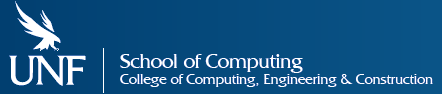 UNF
School of Computing
College of Computing, Engineering & Construction